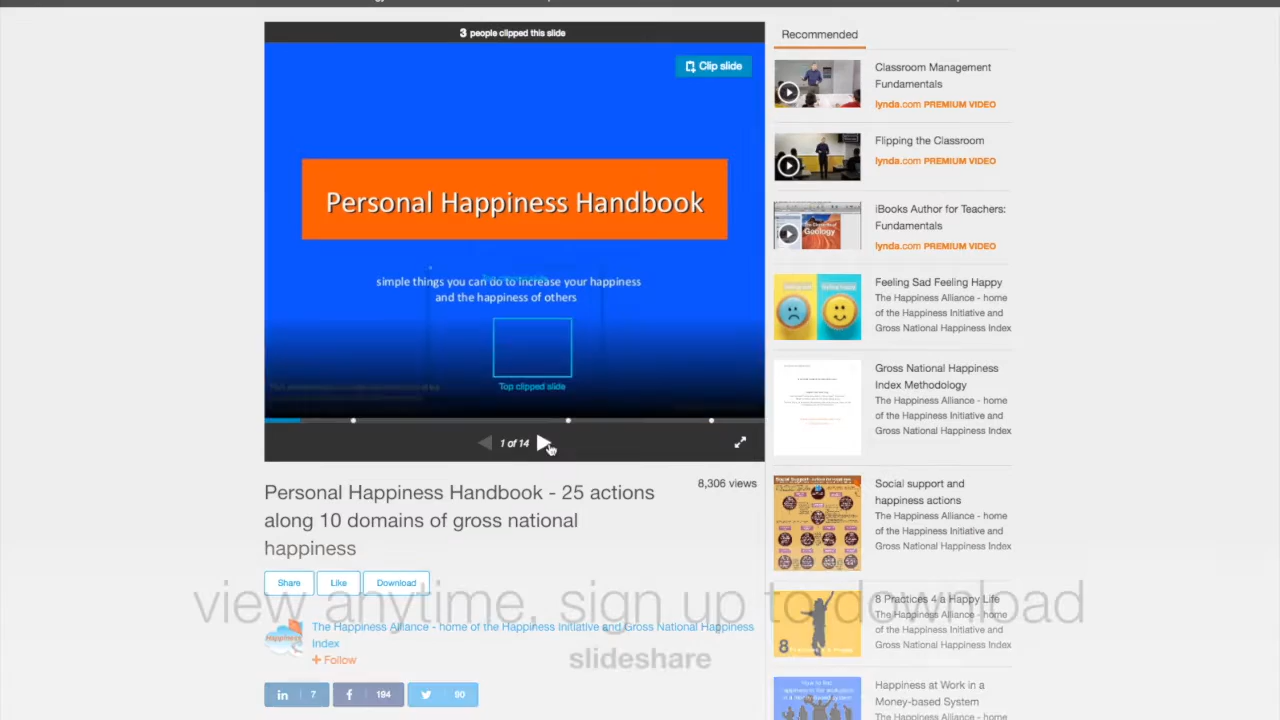 3 people clipped this slide
Clip slide
Personal Happiness Handbook
simple things you can do to increase your happiness
and the happiness of others
Top clipped slide
1 of 14
Personal Happiness Handbook - 25 actions
along 10 domains of gross national
happiness
8,306 views
Share
Like
Download
view anytime, sign up to download
slideshare
The Happiness Alliance - home of the Happiness Initiative and Gross National Happiness
Index
+ Follow
in 7
f 194
90
Recommended
Classroom Management
Fundamentals
lynda.com PREMIUM VIDEO
Flipping the Classroom
lynda.com PREMIUM VIDEO
iBooks Author for Teachers:
Fundamentals
lynda.com PREMIUM VIDEO
Feeling Sad Feeling Happy
The Happiness Alliance - home
of the Happiness Initiative and
Gross National Happiness Index
Gross National Happiness
Index Methodology
The Happiness Alliance - home
of the Happiness Initiative and
Gross National Happiness Index
Social support and
happiness actions
The Happiness Alliance - home
of the Happiness Initiative and
Gross National Happiness Index
8 Practices 4 a Happy Life
The Happiness Alliance - home
of the Happiness Initiative and
Gross National Happiness Index
Happiness at Work in a
Money-based System
The Happiness Alliance - home